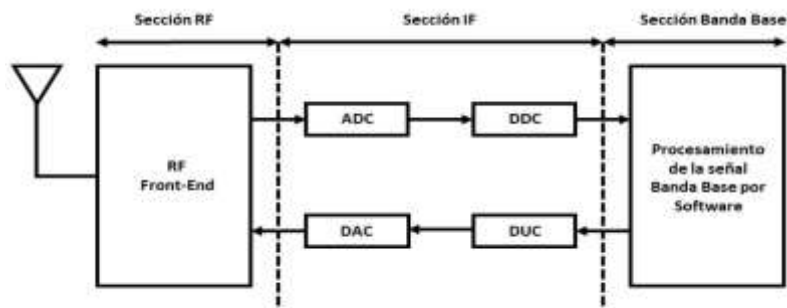 Sección RF
Sección IF
Sección Banda Base
RF
Front-End
ADC
DDC
DAC
DUC
Procesamiento
de la señal
Banda Base por
Software